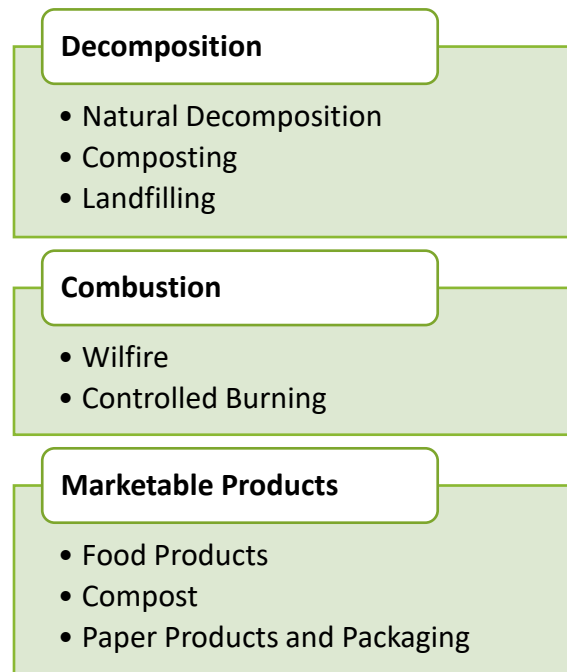 Decomposition
• Natural Decomposition
• Composting
• Landfilling
Combustion
• Wilfire
• Controlled Burning
Marketable Products
• Food Products
• Compost
• Paper Products and Packaging